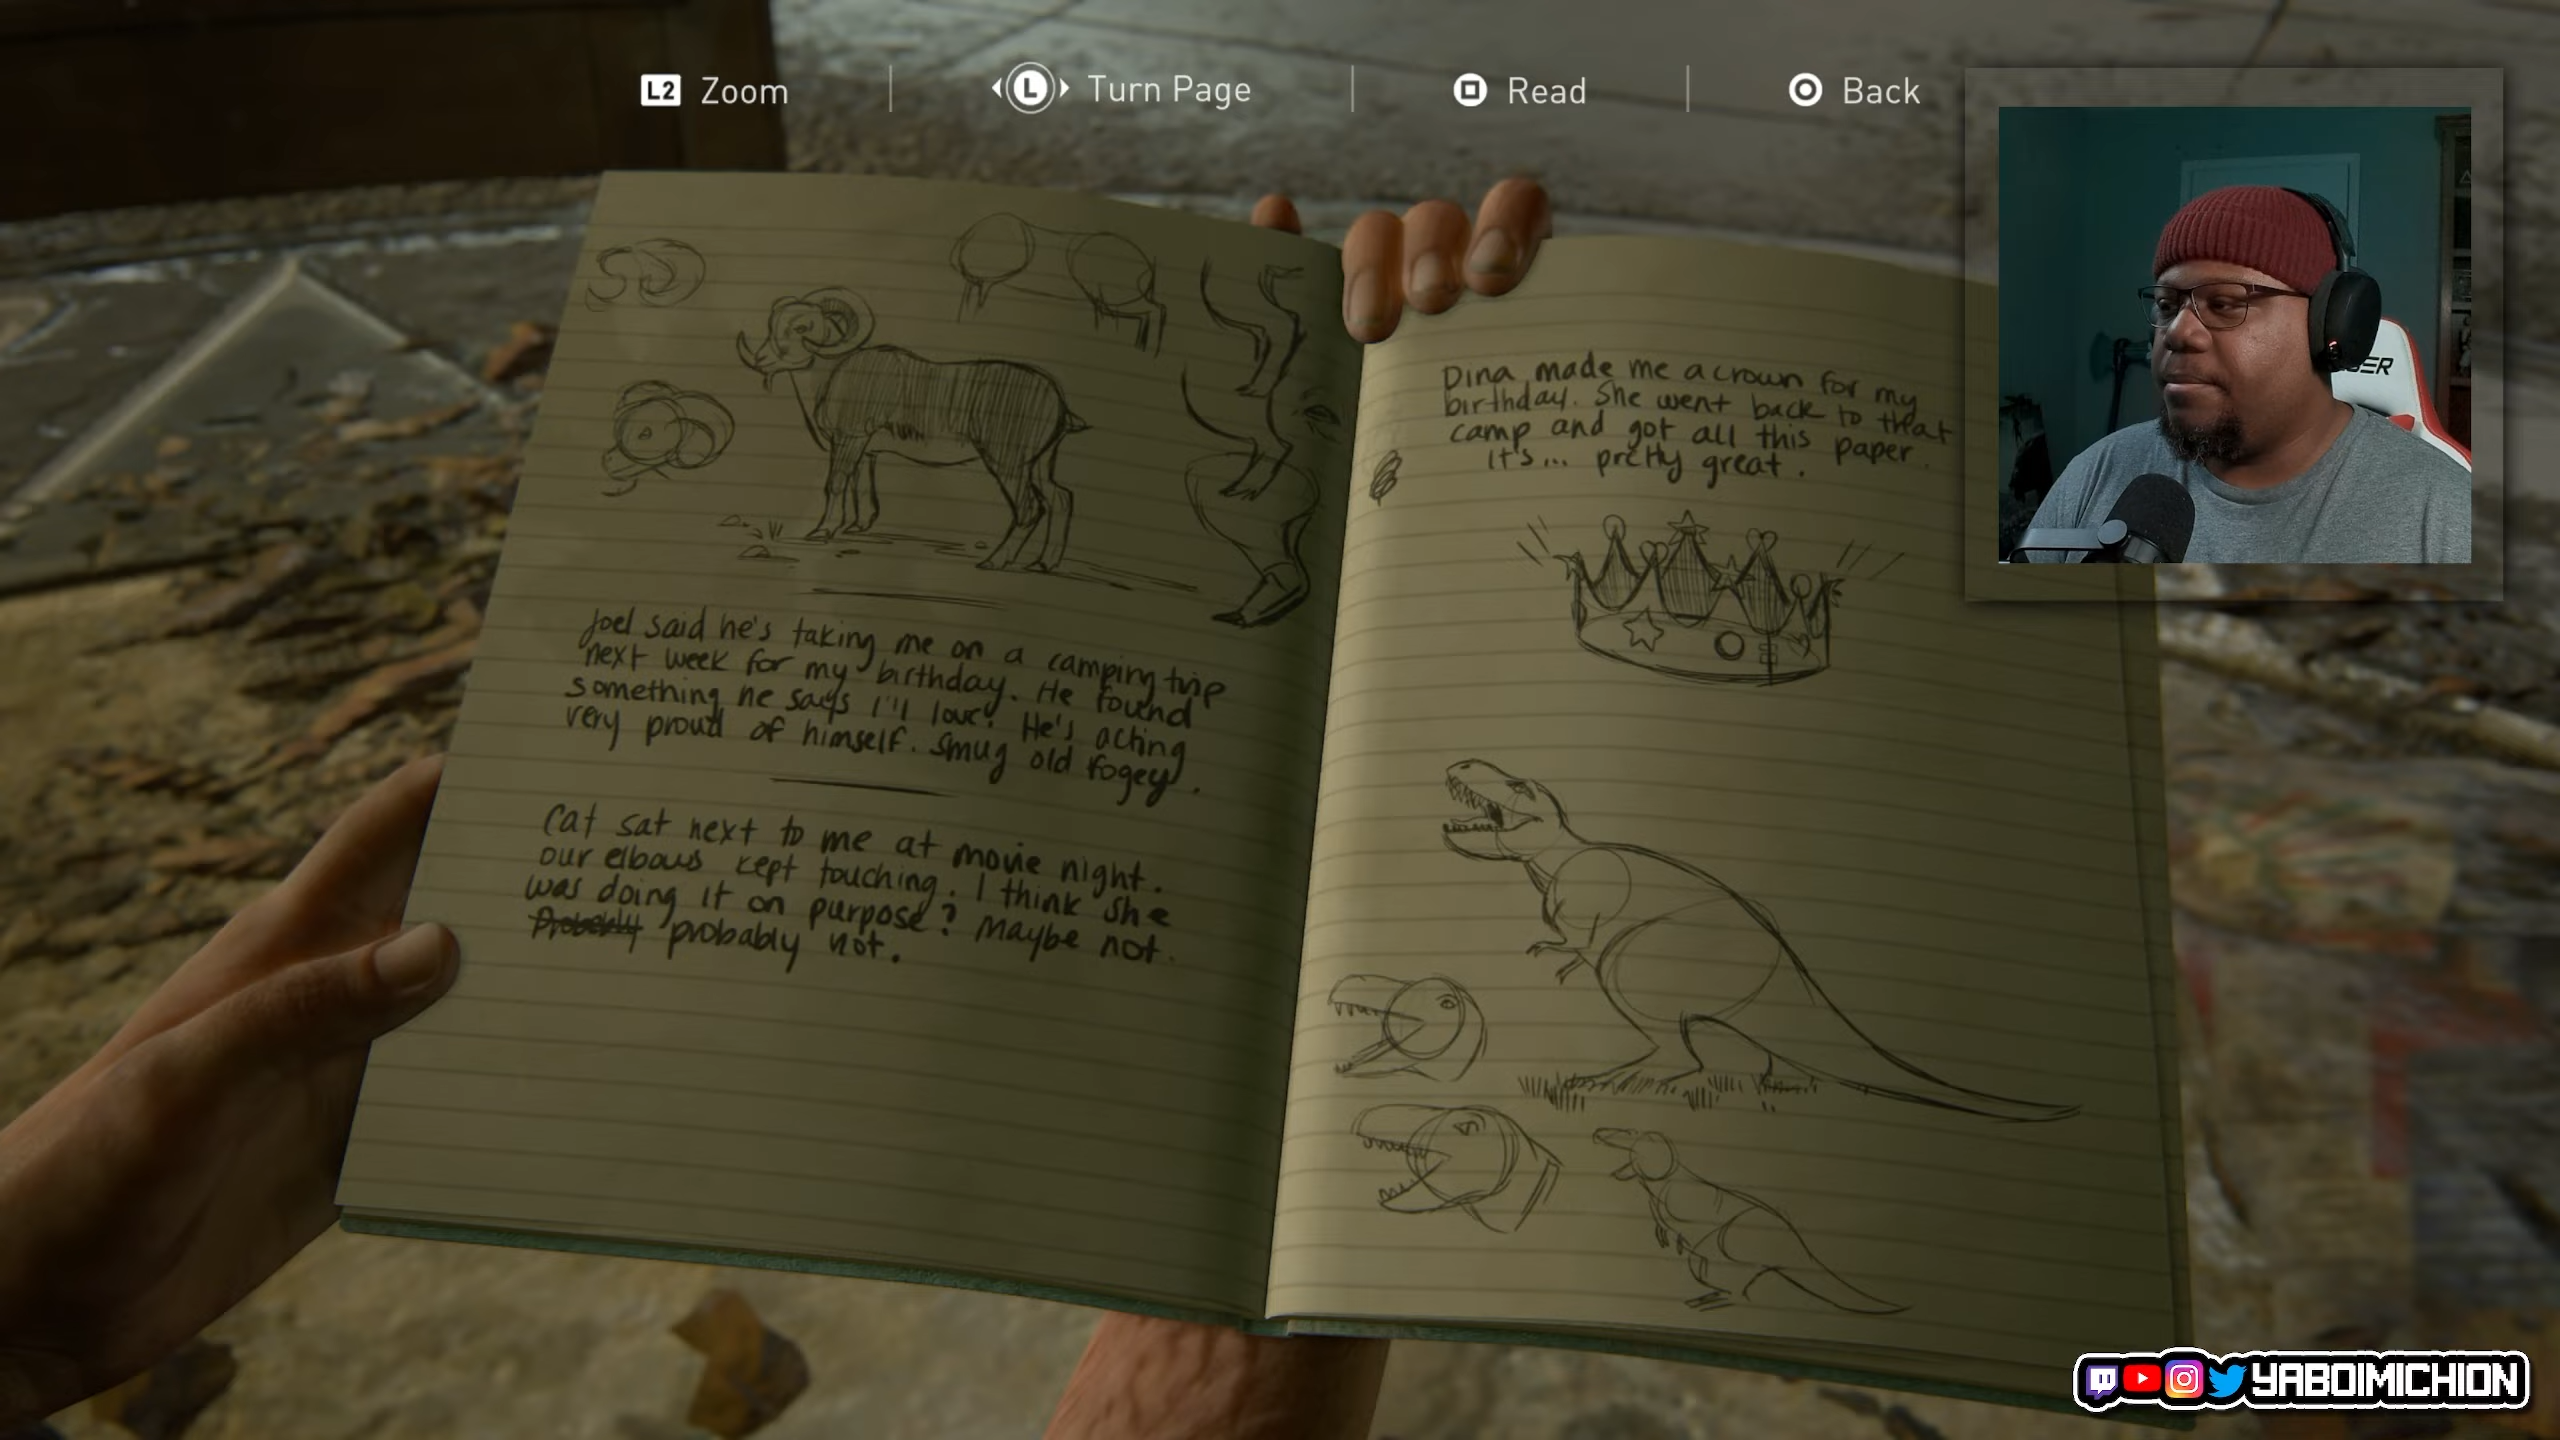 L2 Zoom
L Turn Page
Read
Back
Joel said he's taking me on a camping trip
next week for my birthday. He found
something he says I'll love! He's acting
very proud of himself. Smug old fogey.
Cat sat next to me at movie night.
our elbows kept touching. I think she
was doing it on purpose? Maybe not.
Probably probably not.
Dina made me a crown for my
birthday. She went back to that
camp and got all this paper.
It's... pretty great.
YABOIMICHION